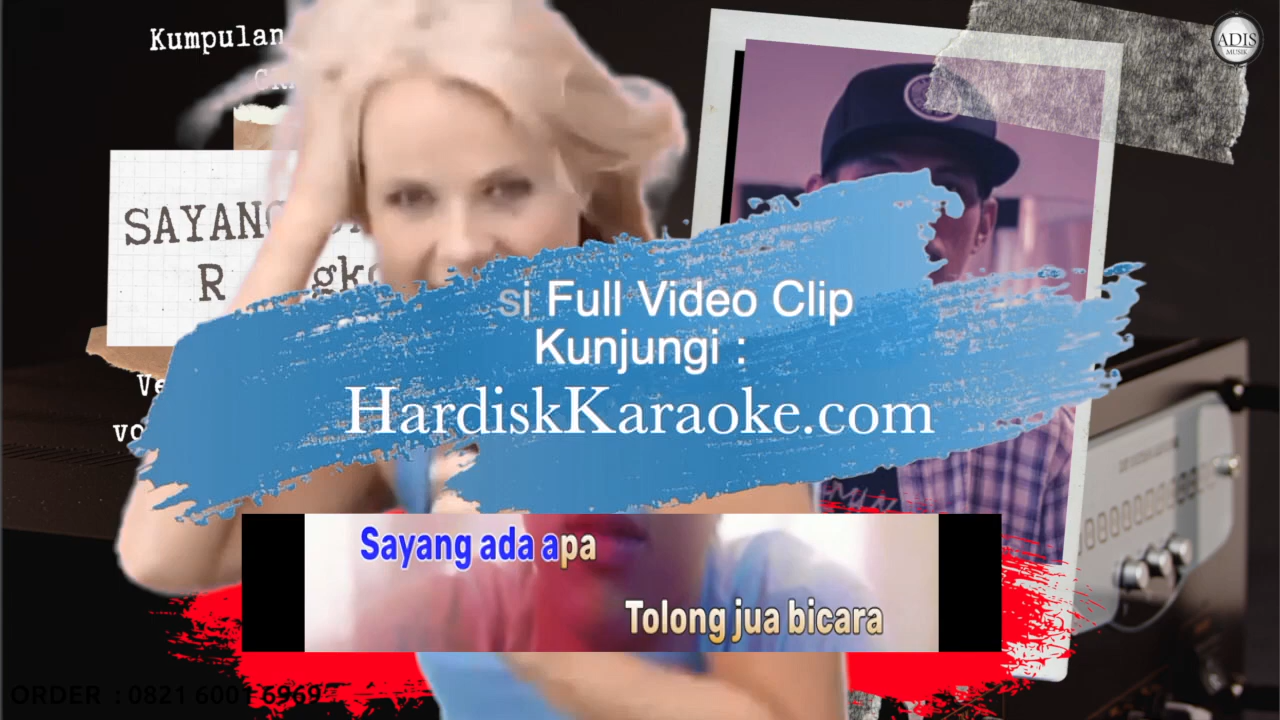 Kumpulan
ADIS
MUSIK
SAYANG
R
si Full Video Clip
Kunjungi :
HardiskKaraoke.com
Sayang ada apa
Tolong jua bicara
ORDER : 0821 6001 6969